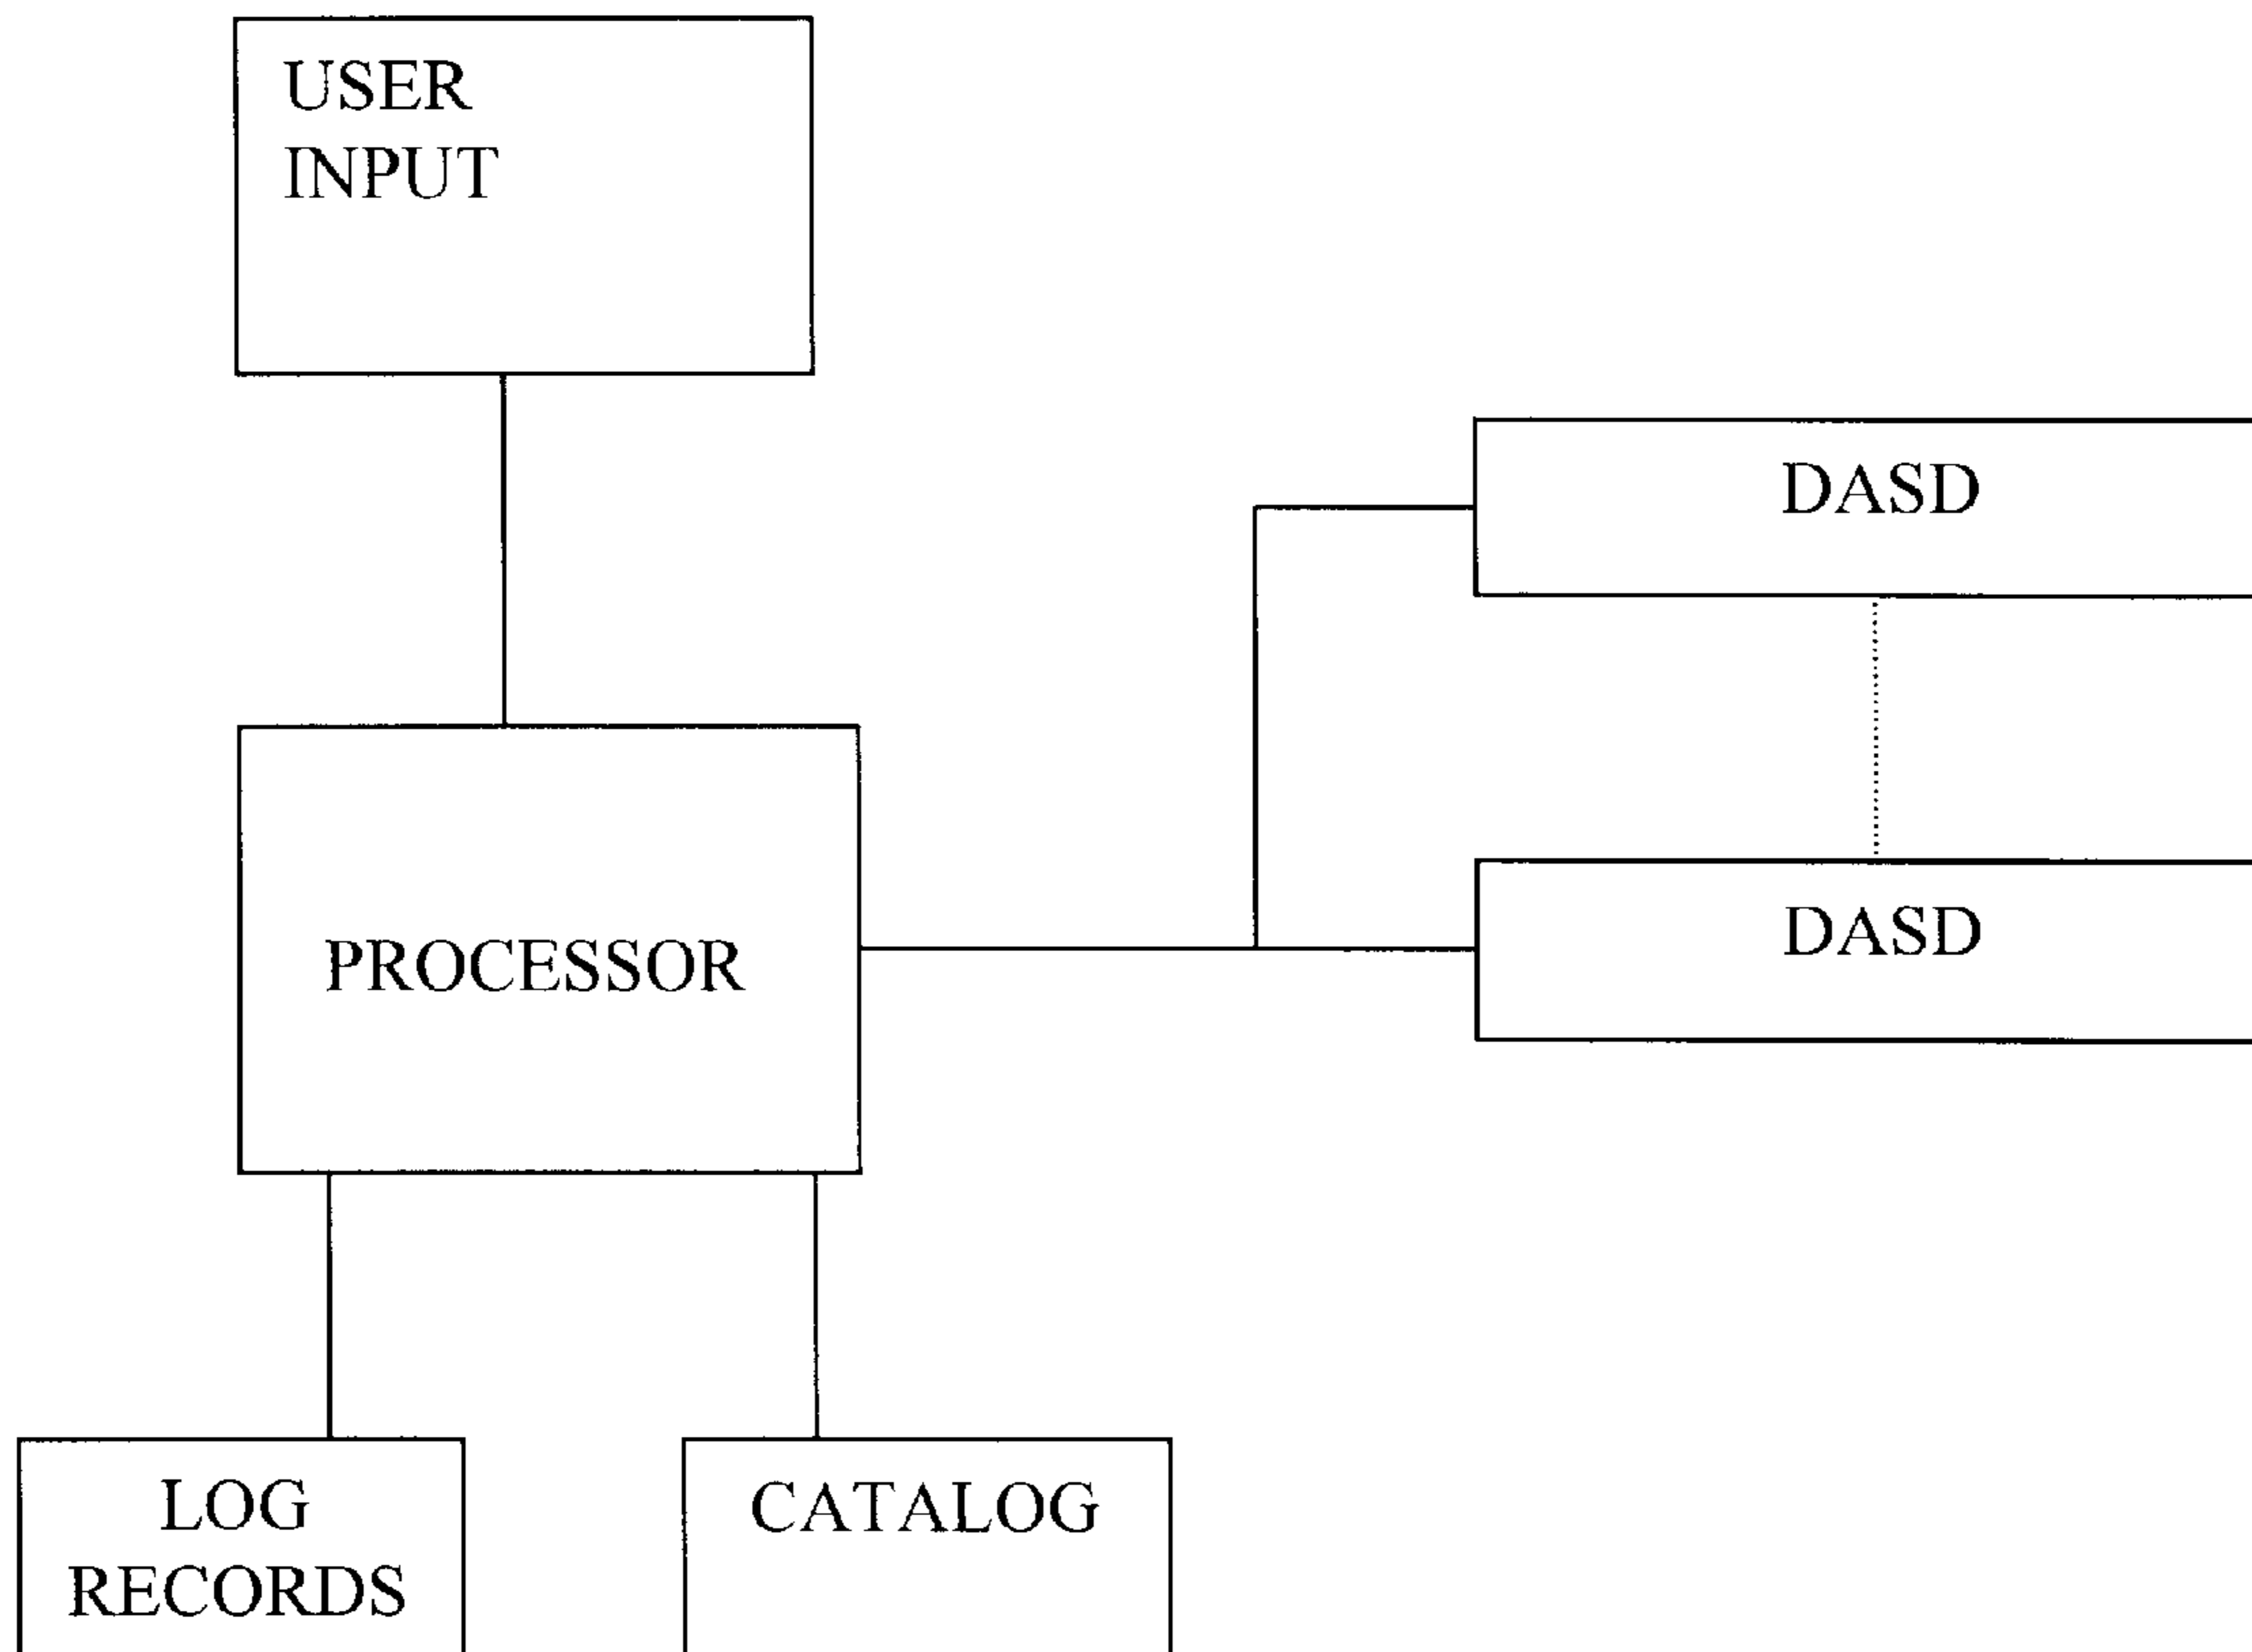 USER
INPUT
DASD
DASD
PROCESSOR
LOG
RECORDS
CATALOG